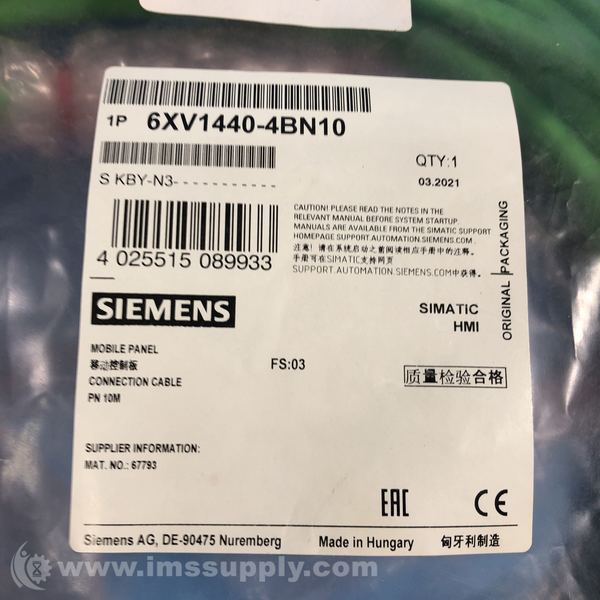 1P 6XV1440-4BN10
QTY:1
S KBY-N3- - - - - - - - - - -
03.2021
CAUTION! PLEASE READ THE NOTES IN THE
RELEVANT MANUAL BEFORE SYSTEM STARTUP.
MANUALS ARE AVAILABLE FROM THE SIMATIC SUPPORT
HOMEPAGE SUPPORT.AUTOMATION.SIEMENS.COM .
注意! 请在系统启动之前阅读相应手册中的注释。
手册可在SIMATIC支持网页
SUPPORT.AUTOMATION.SIEMENS.COM中获得。
ORIGINAL PACKAGING
4 025515 089933
SIEMENS
SIMATIC
HMI
MOBILE PANEL
移动控制板
CONNECTION CABLE
PN 10M
FS:03
质量检验合格
SUPPLIER INFORMATION:
MAT. NO.: 67793
EAC
CE
Siemens AG, DE-90475 Nuremberg
Made in Hungary
匈牙利制造
www.imssupply.com